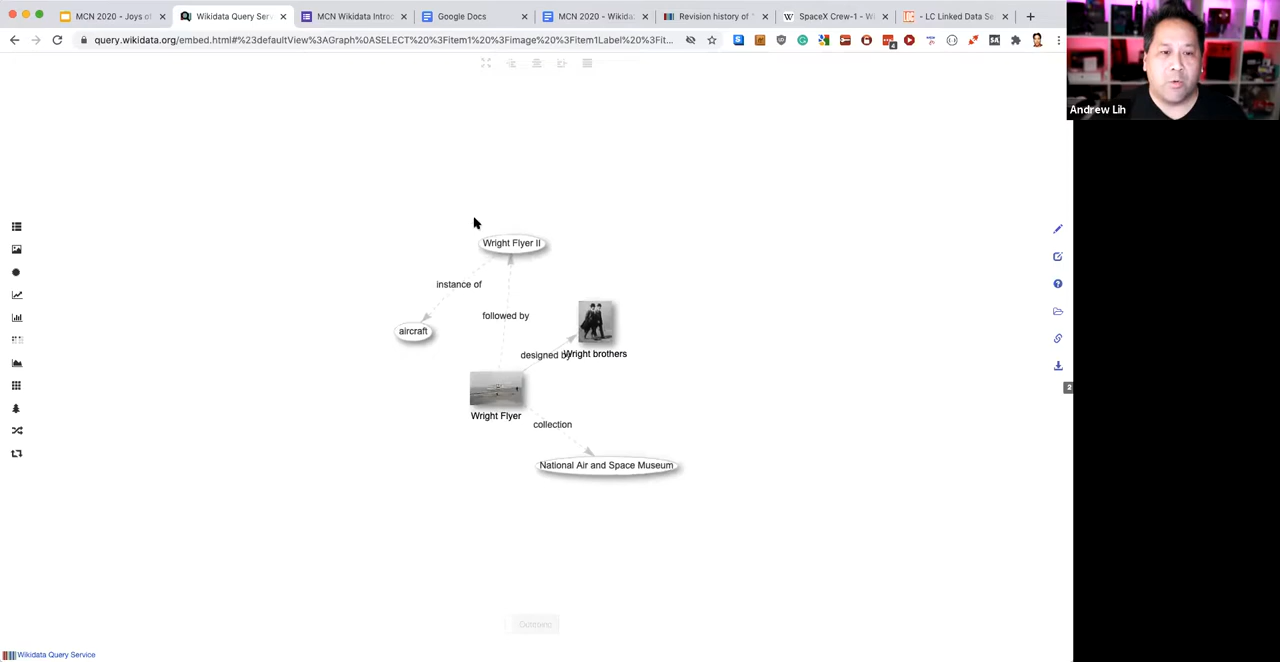 MCN 2020 - Joys of
Wikidata Query Serv
MCN Wikidata Intro
Google Docs
MCN 2020 - Wikida
Revision history of "
SpaceX Crew-1 - Wi
- LC Linked Data Se
query.wikidata.org/embed.html#%23defaultView%3AGraph%0ASELECT%20%3Fitem1%20%3Fimage%20%3Fitem1Label%20%3Fit...
Andrew Lih
Wright Flyer II
instance of
followed by
aircraft
designed by
Wright brothers
Wright Flyer
collection
National Air and Space Museum
2
Wikidata Query Service